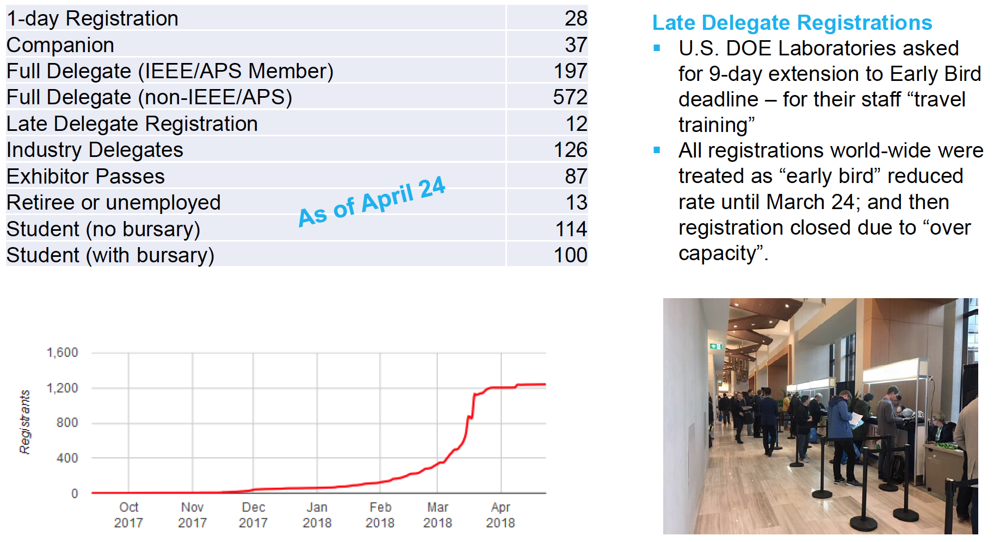 1-day Registration 28
Companion 37
Full Delegate (IEEE/APS Member) 197
Full Delegate (non-IEEE/APS) 572
Late Delegate Registration 12
Industry Delegates 126
Exhibitor Passes 87
Retiree or unemployed 13
Student (no bursary) 114
Student (with bursary) 100
As of April 24
Late Delegate Registrations
▪ U.S. DOE Laboratories asked
for 9-day extension to Early Bird
deadline – for their staff “travel
training”
▪ All registrations world-wide were
treated as “early bird” reduced
rate until March 24; and then
registration closed due to “over
capacity”.
Registrants
1,600
1,200
800
400
0
Oct 2017
Nov 2017
Dec 2017
Jan 2018
Feb 2018
Mar 2018
Apr 2018